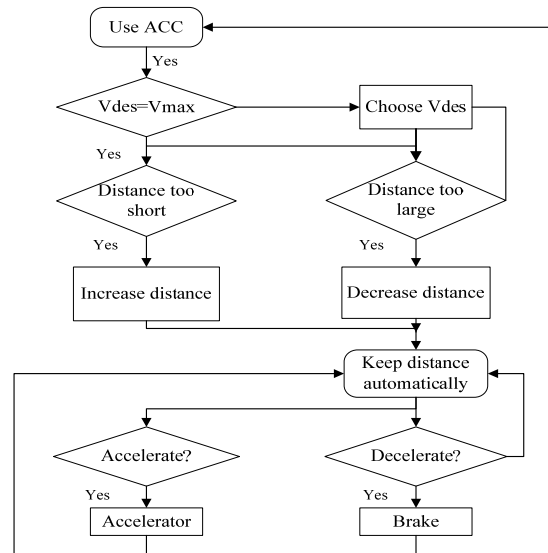 Use ACC
Yes
Vdes=Vmax
Choose Vdes
Yes
Distance too
short
Distance too
large
Yes
Yes
Increase distance
Decrease distance
Keep distance
automatically
Accelerate?
Decelerate?
Yes
Yes
Accelerator
Brake